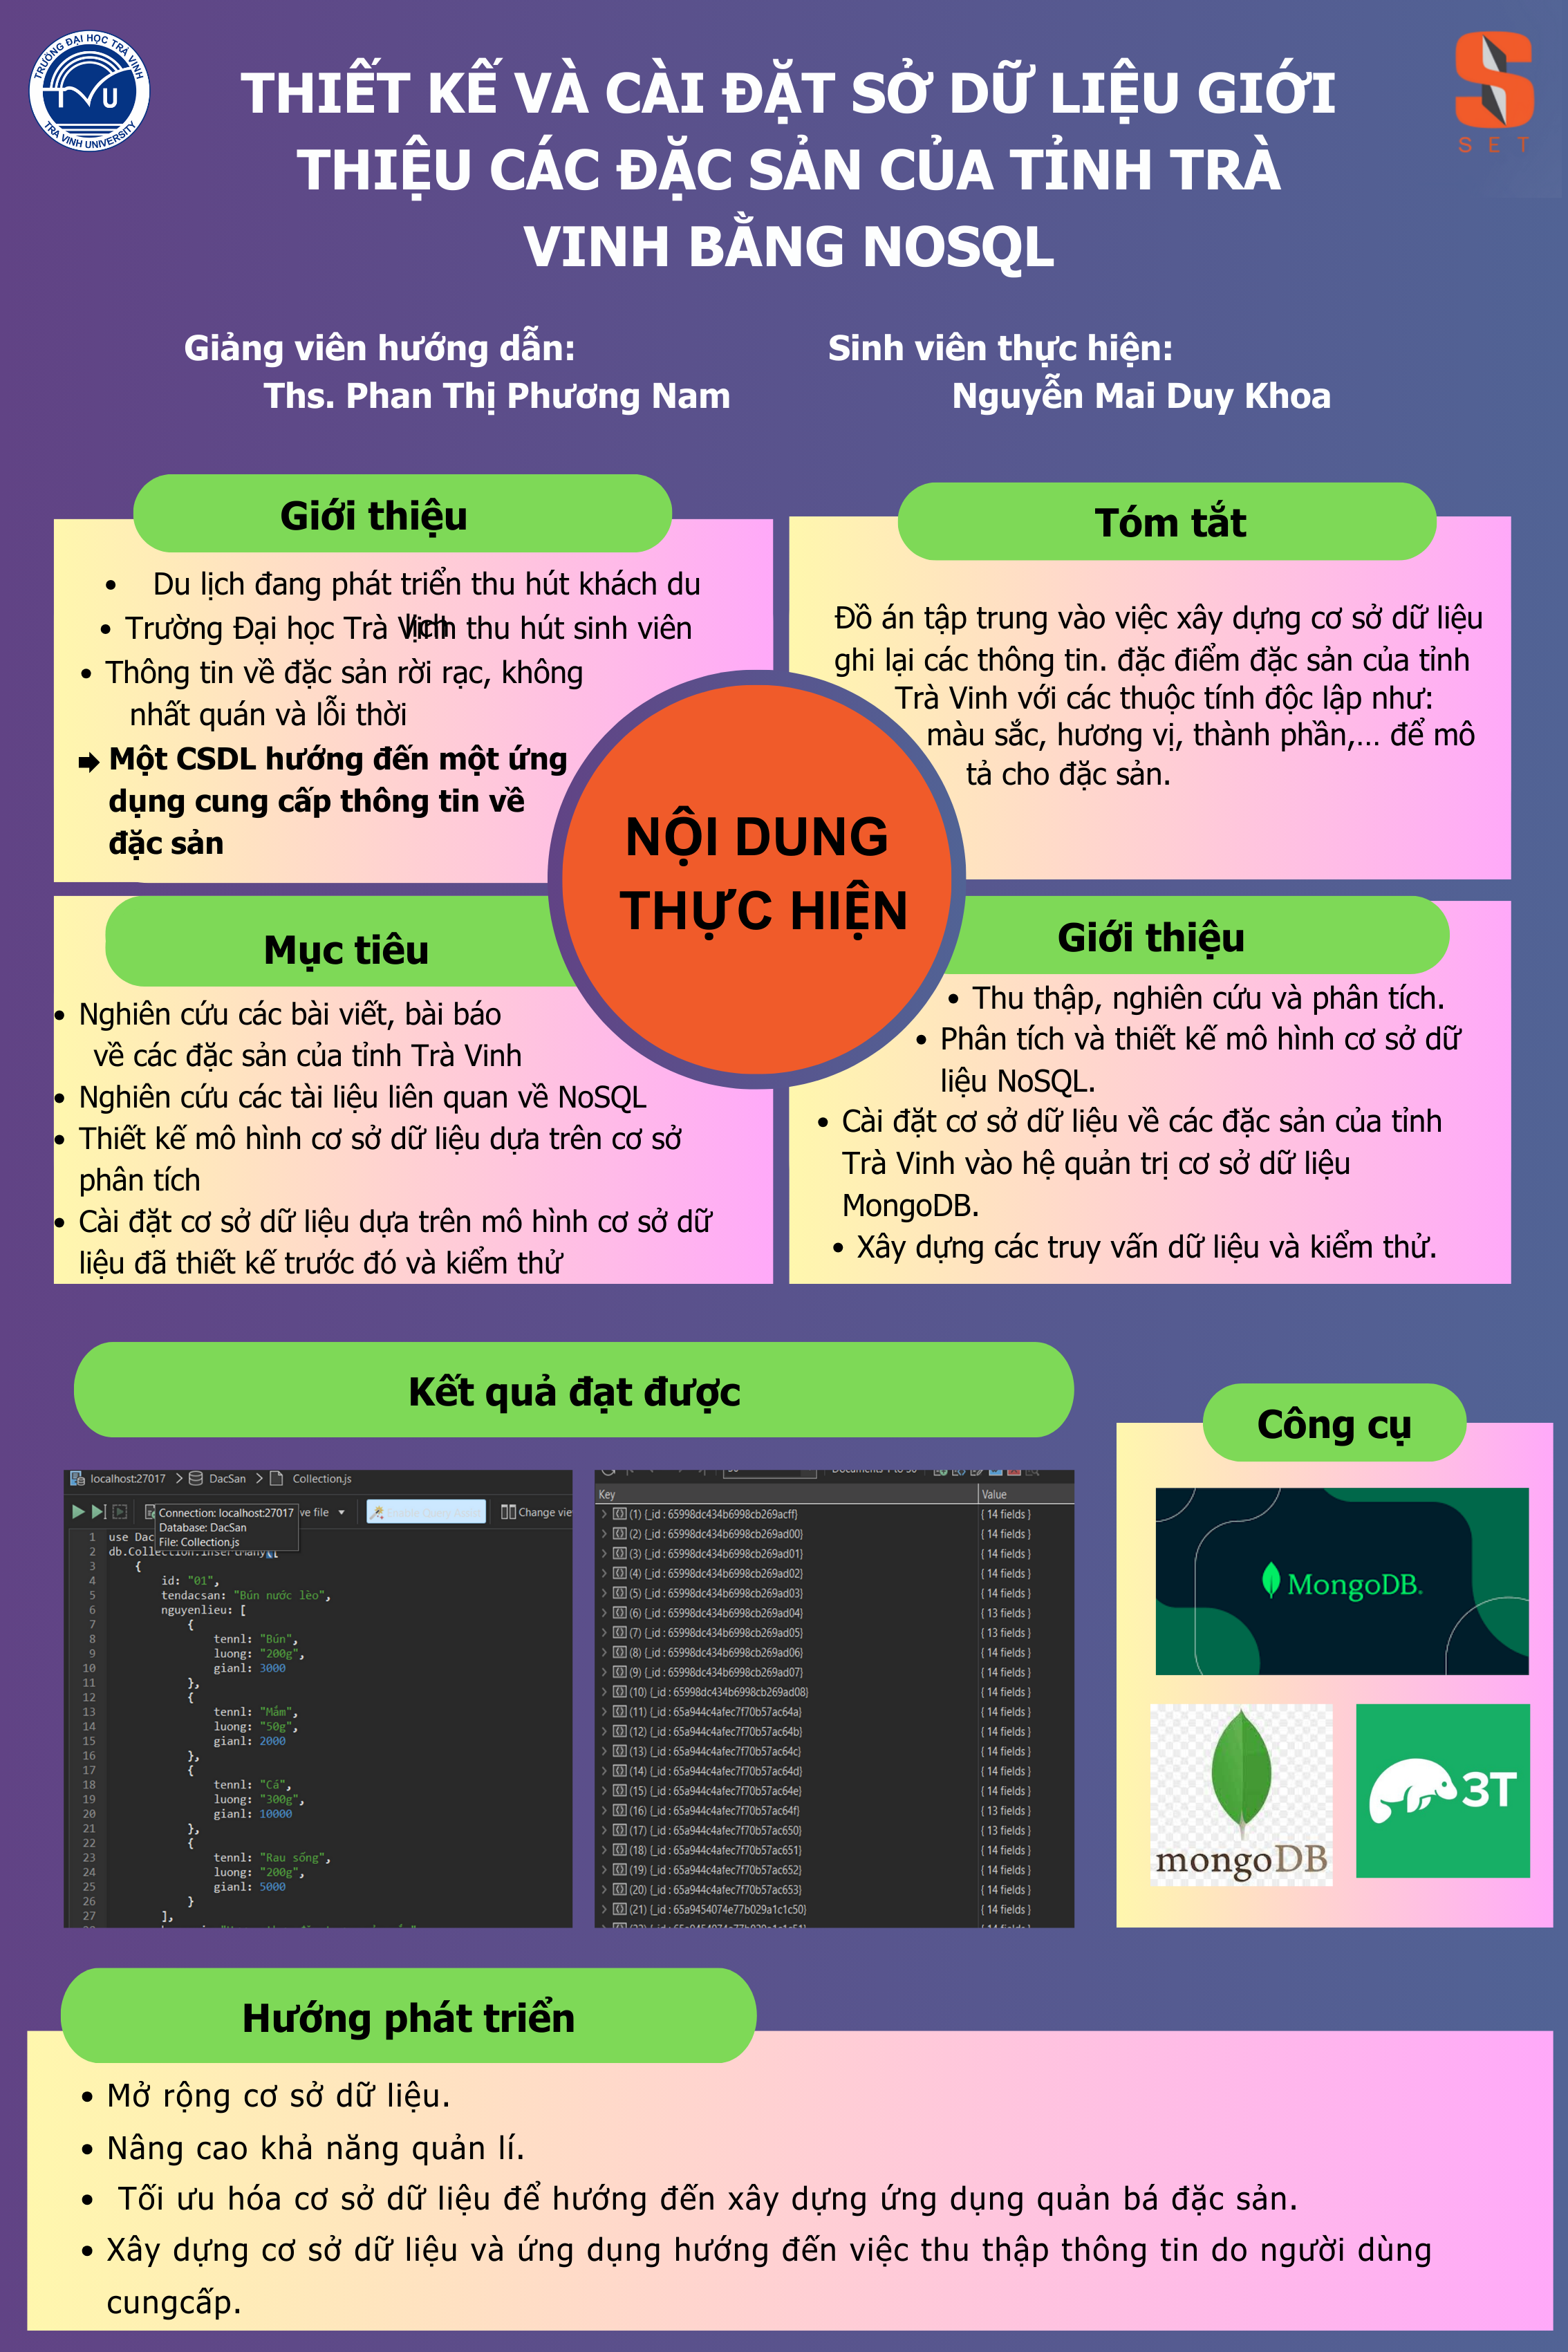 TRƯỜNG ĐẠI HỌC TRÀ VINH
TVU
TRA VINH UNIVERSITY
S E T
THIẾT KẾ VÀ CÀI ĐẶT SỞ DỮ LIỆU GIỚI
THIỆU CÁC ĐẶC SẢN CỦA TỈNH TRÀ
VINH BẰNG NOSQL
Giảng viên hướng dẫn:
Ths. Phan Thị Phương Nam
Sinh viên thực hiện:
Nguyễn Mai Duy Khoa
Giới thiệu
• Du lịch đang phát triển thu hút khách du
lịch
• Trường Đại học Trà Vinh thu hút sinh viên
• Thông tin về đặc sản rời rạc, không
nhất quán và lỗi thời
Một CSDL hướng đến một ứng
dụng cung cấp thông tin về
đặc sản
Tóm tắt
Đồ án tập trung vào việc xây dựng cơ sở dữ liệu
ghi lại các thông tin. đặc điểm đặc sản của tỉnh
Trà Vinh với các thuộc tính độc lập như:
màu sắc, hương vị, thành phần,... để mô
tả cho đặc sản.
NỘI DUNG
THỰC HIỆN
Mục tiêu
• Nghiên cứu các bài viết, bài báo
về các đặc sản của tỉnh Trà Vinh
• Nghiên cứu các tài liệu liên quan về NoSQL
• Thiết kế mô hình cơ sở dữ liệu dựa trên cơ sở
phân tích
• Cài đặt cơ sở dữ liệu dựa trên mô hình cơ sở dữ
liệu đã thiết kế trước đó và kiểm thử
Giới thiệu
• Thu thập, nghiên cứu và phân tích.
• Phân tích và thiết kế mô hình cơ sở dữ
liệu NoSQL.
• Cài đặt cơ sở dữ liệu về các đặc sản của tỉnh
Trà Vinh vào hệ quản trị cơ sở dữ liệu
MongoDB.
• Xây dựng các truy vấn dữ liệu và kiểm thử.
Kết quả đạt được
localhost:27017 > DacSan > Collection.js
ve file
Change vie
Connection: localhost:27017
Database: DacSan
File: Collection.js
1 use Dac
2 db.Collection.insertMany([
3 {
4 id: "01",
5 tendacsan: "Bún nước lèo",
6 nguyenlieu: [
7 {
8 tennl: "Bún",
9 luong: "200g",
10 gianl: 3000
11 },
12 {
13 tennl: "Mắm",
14 luong: "50g",
15 gianl: 2000
16 },
17 {
18 tennl: "Cá",
19 luong: "300g",
20 gianl: 10000
21 },
22 {
23 tennl: "Rau sống",
24 luong: "200g",
25 gianl: 5000
26 }
27 ],
Key Value
(1) {_id : 65998dc434b6998cb269acff} { 14 fields }
(2) {_id : 65998dc434b6998cb269ad00} { 14 fields }
(3) {_id : 65998dc434b6998cb269ad01} { 14 fields }
(4) {_id : 65998dc434b6998cb269ad02} { 14 fields }
(5) {_id : 65998dc434b6998cb269ad03} { 14 fields }
(6) {_id : 65998dc434b6998cb269ad04} { 13 fields }
(7) {_id : 65998dc434b6998cb269ad05} { 13 fields }
(8) {_id : 65998dc434b6998cb269ad06} { 14 fields }
(9) {_id : 65998dc434b6998cb269ad07} { 14 fields }
(10) {_id : 65998dc434b6998cb269ad08} { 14 fields }
(11) {_id : 65a944c4afec7f70b57ac64a} { 14 fields }
(12) {_id : 65a944c4afec7f70b57ac64b} { 14 fields }
(13) {_id : 65a944c4afec7f70b57ac64c} { 14 fields }
(14) {_id : 65a944c4afec7f70b57ac64d} { 14 fields }
(15) {_id : 65a944c4afec7f70b57ac64e} { 14 fields }
(16) {_id : 65a944c4afec7f70b57ac64f} { 13 fields }
(17) {_id : 65a944c4afec7f70b57ac650} { 13 fields }
(18) {_id : 65a944c4afec7f70b57ac651} { 14 fields }
(19) {_id : 65a944c4afec7f70b57ac652} { 14 fields }
(20) {_id : 65a944c4afec7f70b57ac653} { 14 fields }
(21) {_id : 65a9454074e77b029a1c1c50} { 14 fields }
Công cụ
MongoDB.
mongoDB
3T
Hướng phát triển
• Mở rộng cơ sở dữ liệu.
• Nâng cao khả năng quản lí.
• Tối ưu hóa cơ sở dữ liệu để hướng đến xây dựng ứng dụng quản bá đặc sản.
• Xây dựng cơ sở dữ liệu và ứng dụng hướng đến việc thu thập thông tin do người dùng
cungcấp.